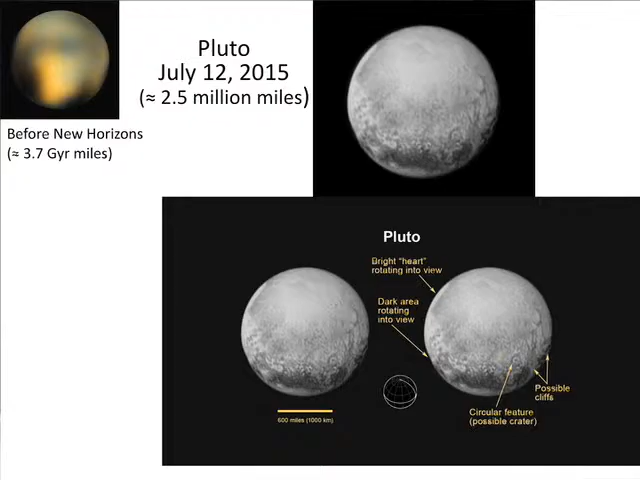 Pluto
July 12, 2015
(≈ 2.5 million miles)
Before New Horizons
(≈ 3.7 Gyr miles)
Pluto
Bright “heart”
rotating into view
Dark area
rotating
into view
Possible
cliffs
Circular feature
(possible crater)
600 miles (1000 km)